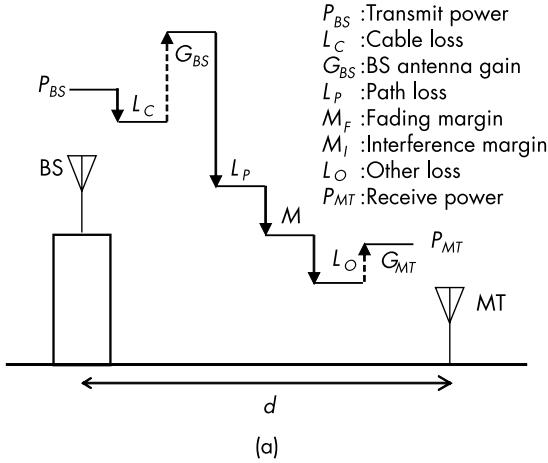 P_BS :Transmit power
L_C :Cable loss
G_BS :BS antenna gain
L_P :Path loss
M_F :Fading margin
M_I :Interference margin
L_O :Other loss
P_MT :Receive power
P_BS
L_C
G_BS
BS
L_P
M
L_O
G_MT
P_MT
MT
d
(a)